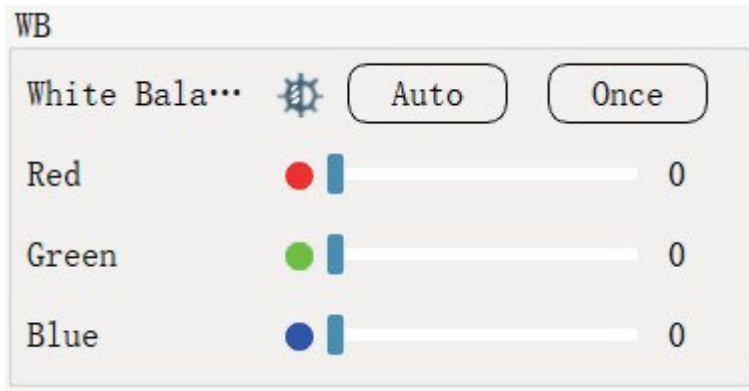 WB
White Bala… Auto Once
Red 0
Green 0
Blue 0